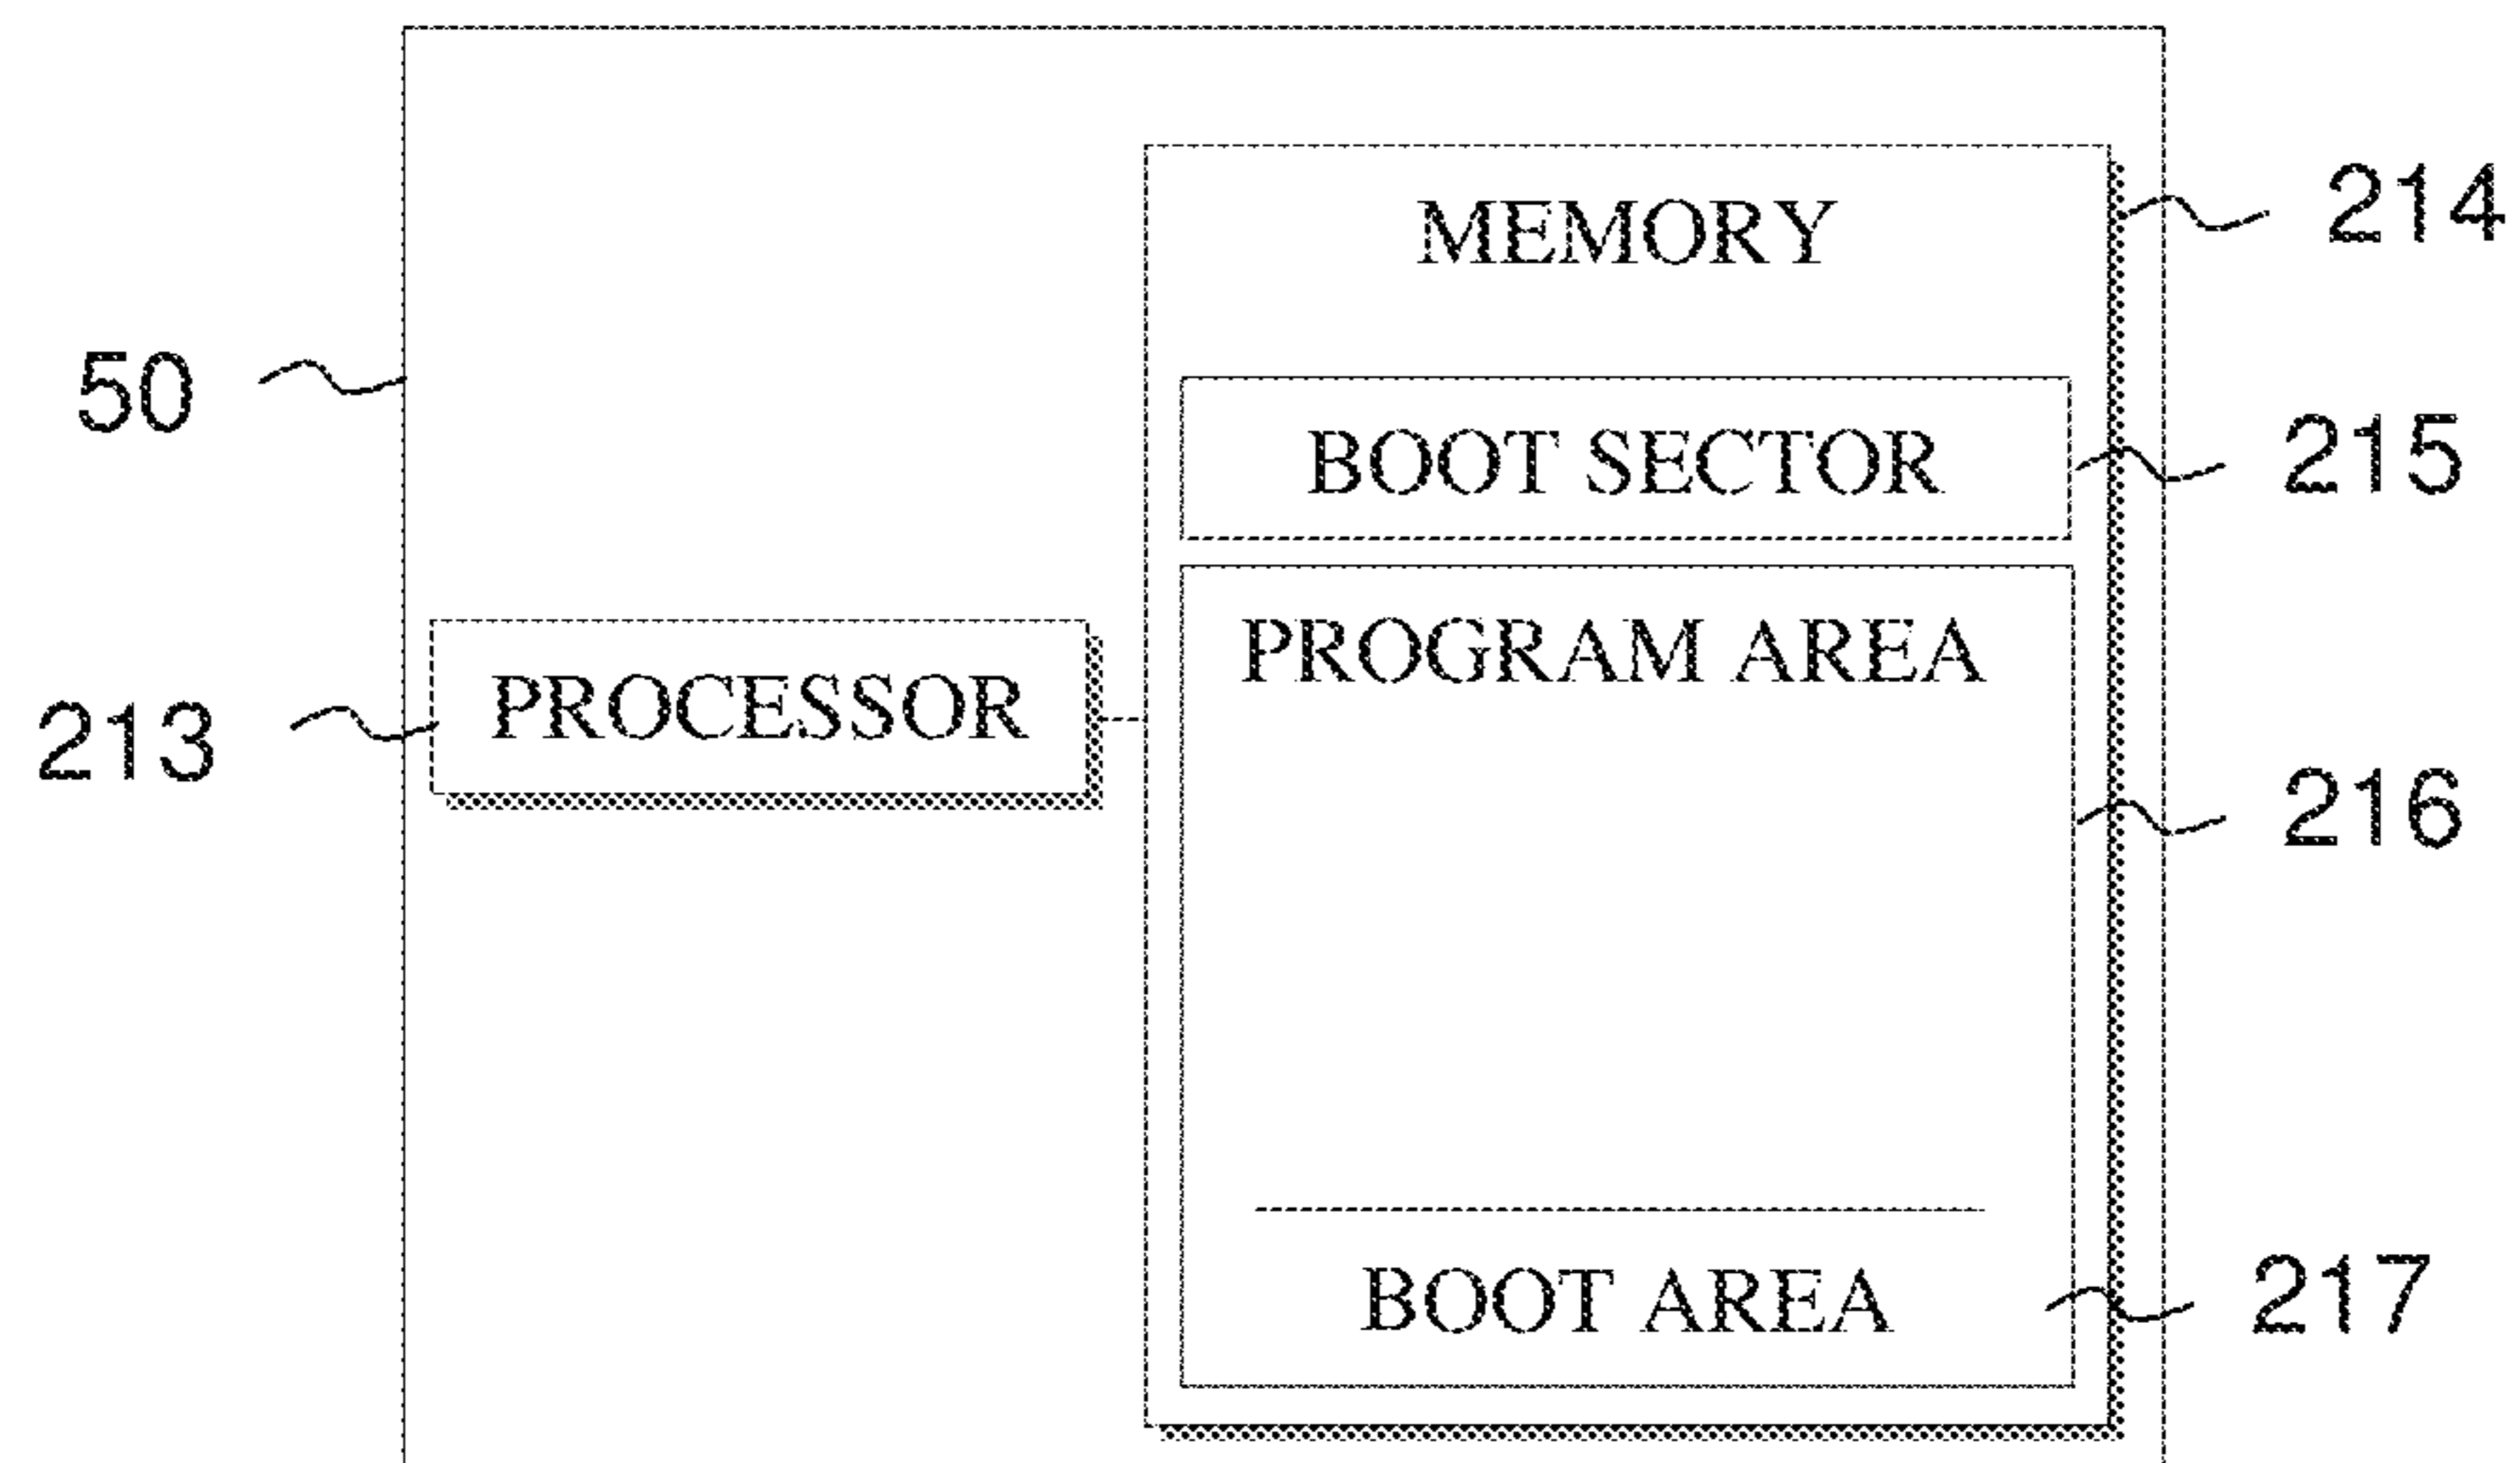 MEMORY
214
50
BOOT SECTOR
215
PROGRAM AREA
PROCESSOR
213
216
BOOT AREA
217